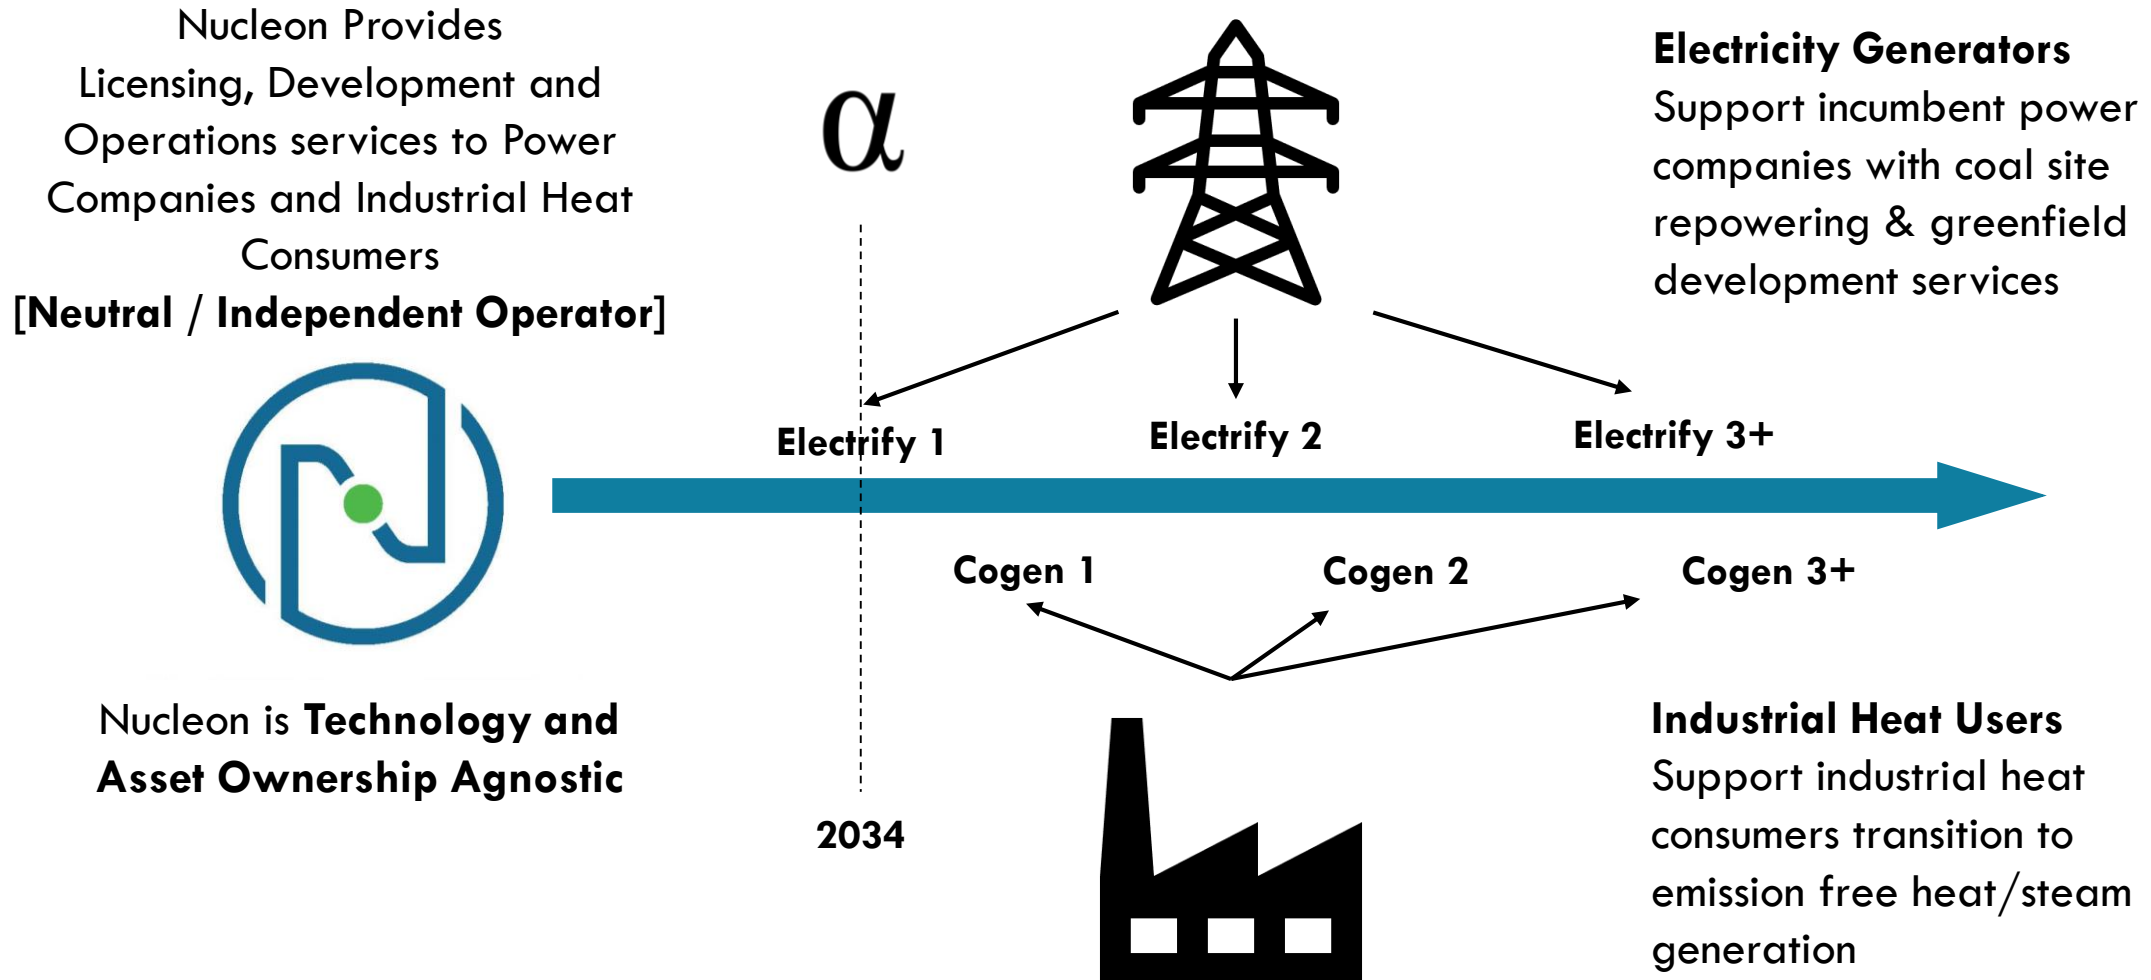 Nucleon Provides
Licensing, Development and
Operations services to Power
Companies and Industrial Heat
Consumers
[Neutral / Independent Operator]
Nucleon is Technology and
Asset Ownership Agnostic
α
Electricity Generators
Support incumbent power
companies with coal site
repowering & greenfield
development services
Electrify 1
Electrify 2
Electrify 3+
Cogen 1
Cogen 2
Cogen 3+
2034
Industrial Heat Users
Support industrial heat
consumers transition to
emission free heat/steam
generation